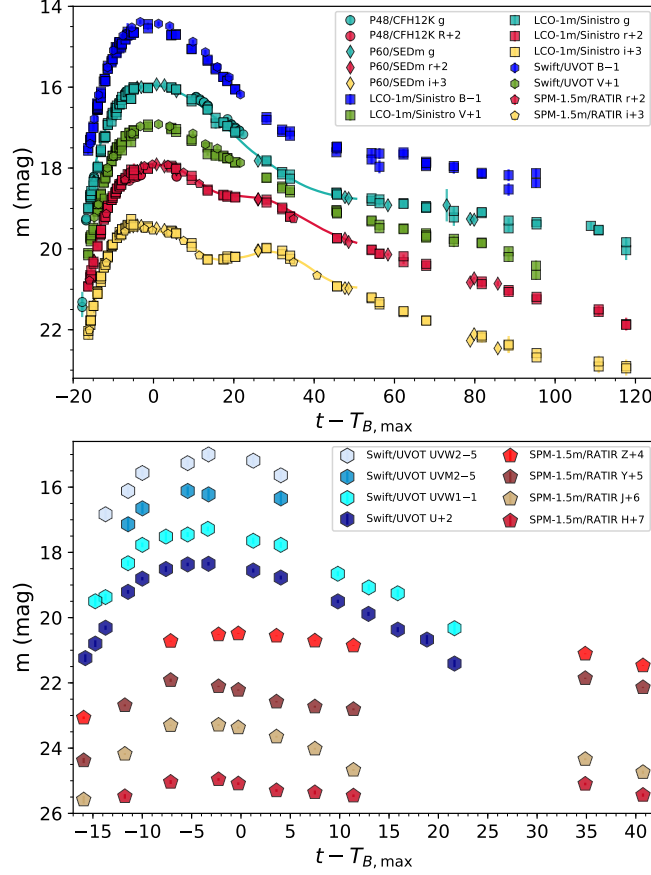 14
16
18
20
22
m (mag)
P48/CFH12K g
P48/CFH12K R+2
P60/SEDm g
P60/SEDm r+2
P60/SEDm i+3
LCO-1m/Sinistro B−1
LCO-1m/Sinistro V+1
LCO-1m/Sinistro g
LCO-1m/Sinistro r+2
LCO-1m/Sinistro i+3
Swift/UVOT B−1
Swift/UVOT V+1
SPM-1.5m/RATIR r+2
SPM-1.5m/RATIR i+3
−20 0 20 40 60 80 100 120
t − T_B,max
16
18
20
22
24
26
m (mag)
Swift/UVOT UVW2−5
Swift/UVOT UVM2−5
Swift/UVOT UVW1−1
Swift/UVOT U+2
SPM-1.5m/RATIR Z+4
SPM-1.5m/RATIR Y+5
SPM-1.5m/RATIR J+6
SPM-1.5m/RATIR H+7
−15 −10 −5 0 5 10 15 20 25 30 35 40
t − T_B,max